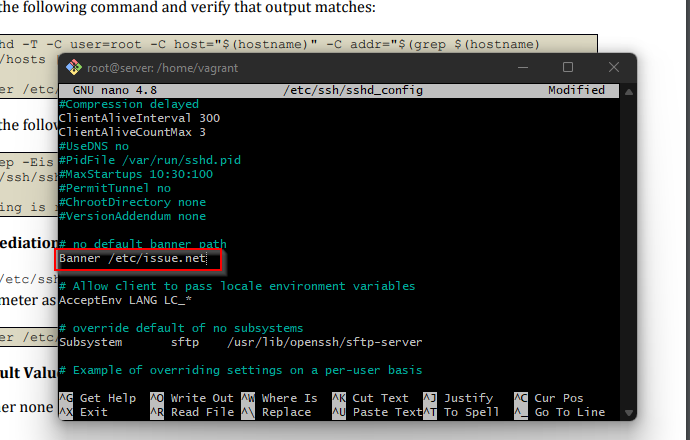 the following command and verify that output matches:
hd -T -C user=root -C host="$(hostname)" -C addr="$(grep $(hostname)
/hosts
er /etc/
root@server: /home/vagrant
GNU nano 4.8 /etc/ssh/sshd_config Modified
#Compression delayed
ClientAliveInterval 300
ClientAliveCountMax 3
#UseDNS no
#PidFile /var/run/sshd.pid
#MaxStartups 10:30:100
#PermitTunnel no
#ChrootDirectory none
#VersionAddendum none
# no default banner path
Banner /etc/issue.net
# Allow client to pass locale environment variables
AcceptEnv LANG LC_*
# override default of no subsystems
Subsystem sftp /usr/lib/openssh/sftp-server
# Example of overriding settings on a per-user basis
^G Get Help ^O Write Out ^W Where Is ^K Cut Text ^J Justify ^C Cur Pos
^X Exit ^R Read File ^\ Replace ^U Paste Text ^T To Spell ^_ Go To Line
the follow
ep -Eis
/ssh/ssh
ing is r
ediation
/etc/ssh
meter as
er /etc/
ult Valu
er none